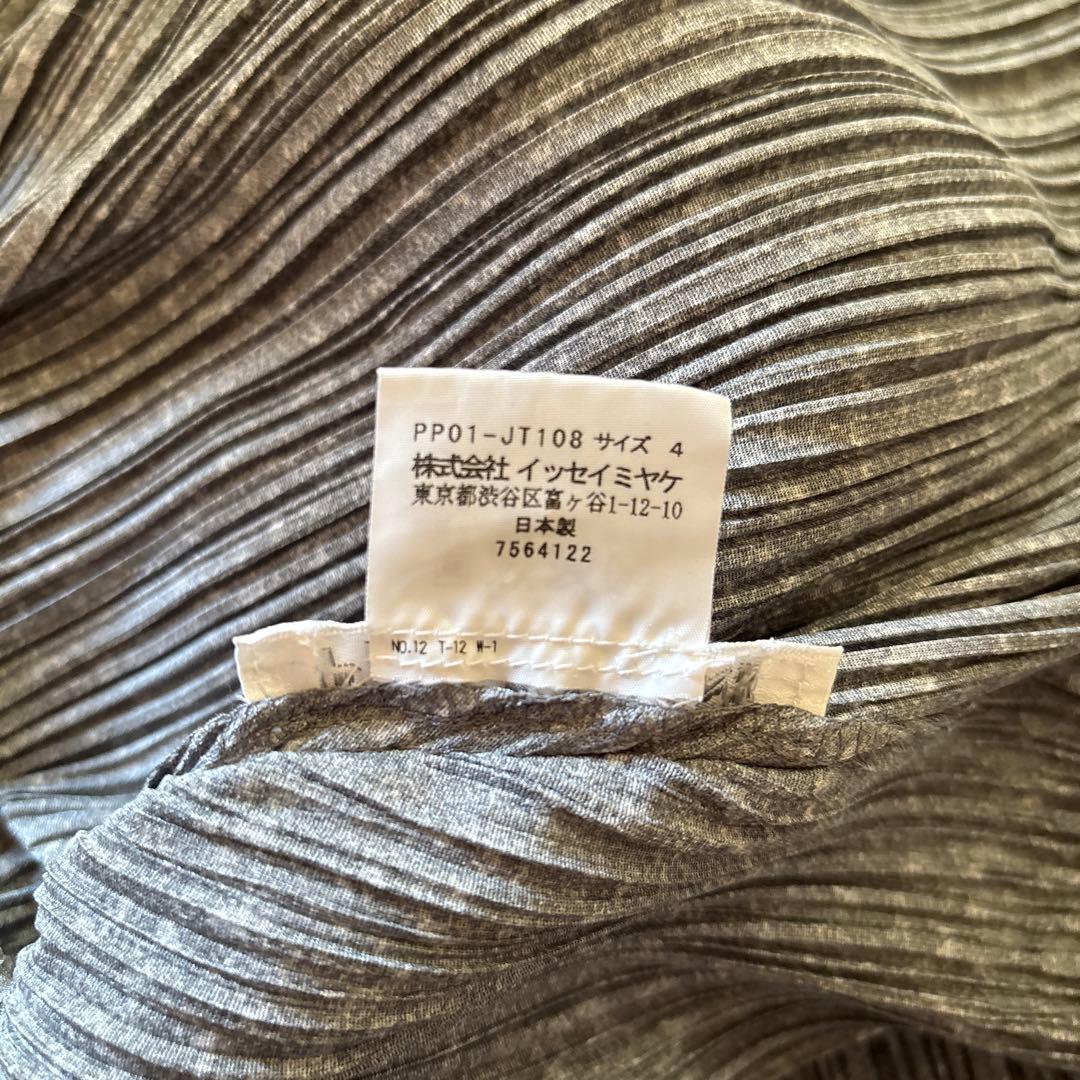 PP01-JT108 サイズ 4
株式会社 イッセイミヤケ
東京都渋谷区富ヶ谷1-12-10
日本製
7564122
NO.12 T-12 W-1